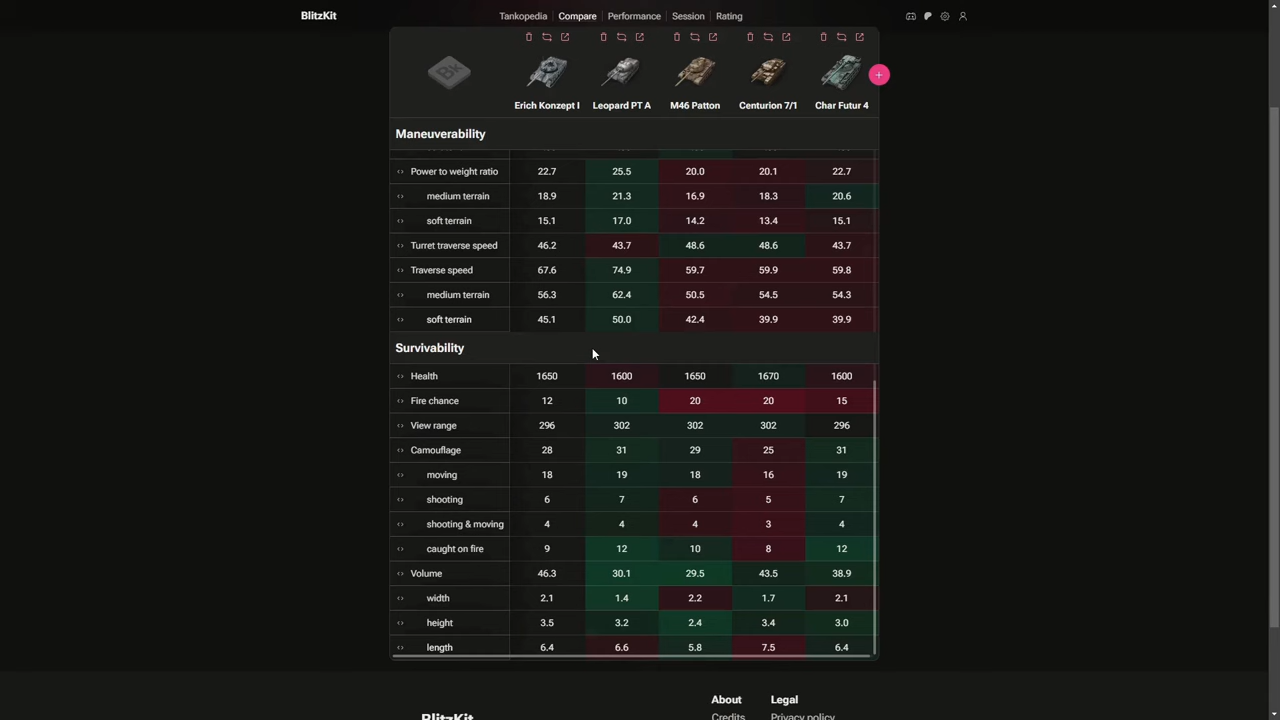 BlitzKit Tankopedia Compare Performance Session Rating
Bk
Erich Konzept I Leopard PT A M46 Patton Centurion 7/1 Char Futur 4
Maneuverability
Power to weight ratio 22.7 25.5 20.0 20.1 22.7
medium terrain 18.9 21.3 16.9 18.3 20.6
soft terrain 15.1 17.0 14.2 13.4 15.1
Turret traverse speed 46.2 43.7 48.6 48.6 43.7
Traverse speed 67.6 74.9 59.7 59.9 59.8
medium terrain 56.3 62.4 50.5 54.5 54.3
soft terrain 45.1 50.0 42.4 39.9 39.9
Survivability
Health 1650 1600 1650 1670 1600
Fire chance 12 10 20 20 15
View range 296 302 302 302 296
Camouflage 28 31 29 25 31
moving 18 19 18 16 19
shooting 6 7 6 5 7
shooting & moving 4 4 4 3 4
caught on fire 9 12 10 8 12
Volume 46.3 30.1 29.5 43.5 38.9
width 2.1 1.4 2.2 1.7 2.1
height 3.5 3.2 2.4 3.4 3.0
length 6.4 6.6 5.8 7.5 6.4
About Legal
BlitzKit Credits Privacy policy